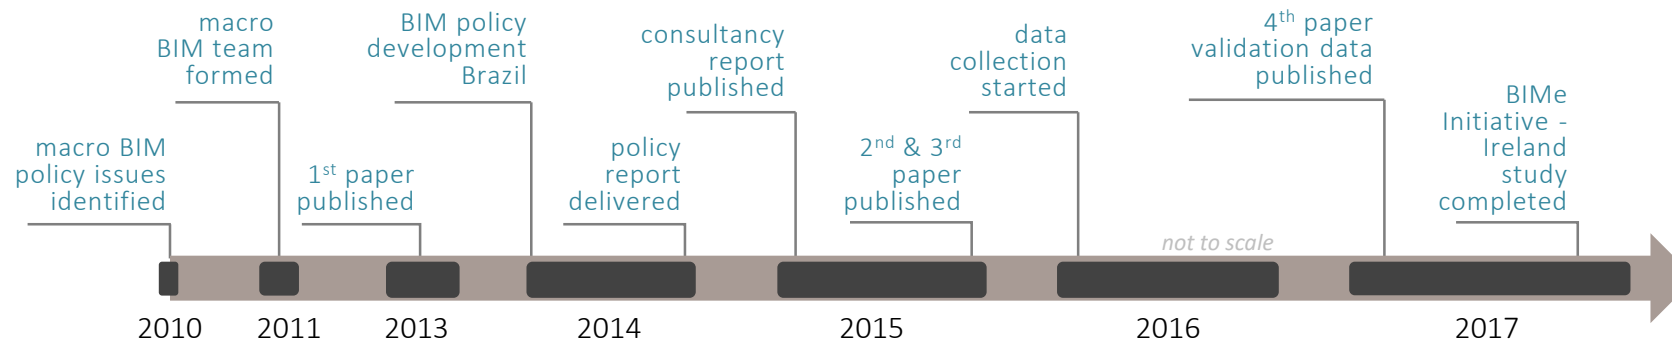 macro BIM
policy issues
identified
macro
BIM team
formed
1st paper
published
BIM policy
development
Brazil
policy
report
delivered
consultancy
report
published
2nd & 3rd
paper
published
data
collection
started
4th paper
validation data
published
BIMe
Initiative -
Ireland
study
completed
not to scale
2010
2011
2013
2014
2015
2016
2017